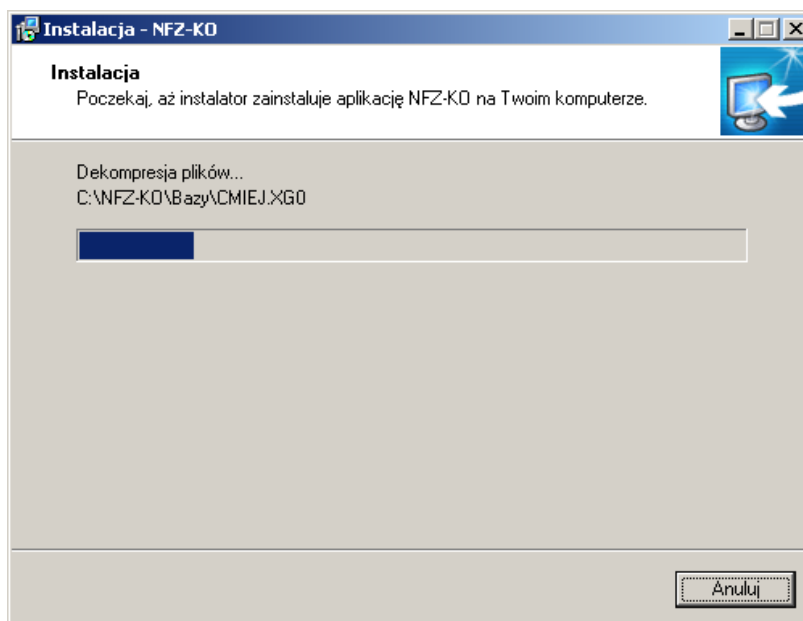 Instalacja - NFZ-KO
Instalacja
Poczekaj, aż instalator zainstaluje aplikację NFZ-KO na Twoim komputerze.
Dekompresja plików...
C:\NFZ-KO\Bazy\CMIEJ.XG0
Anuluj